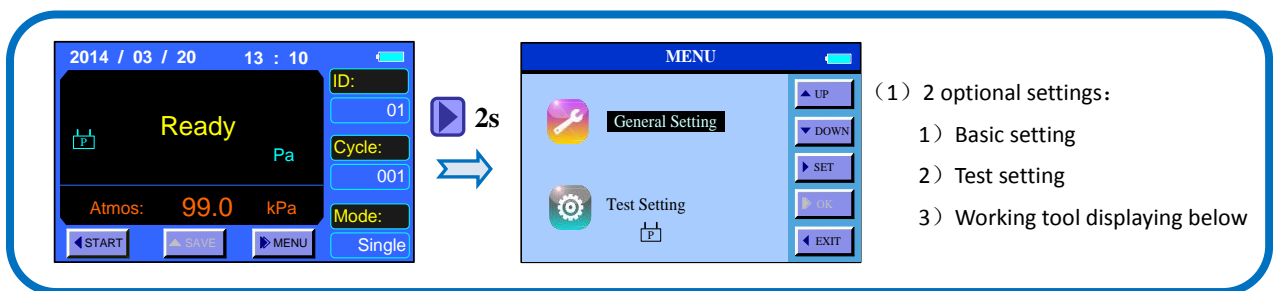 2014 / 03 / 20 13 : 10
Ready
P
Pa
Atmos: 99.0 kPa
START
SAVE
MENU
ID:
01
Cycle:
001
Mode:
Single
2s
MENU
General Setting
Test Setting
P
UP
DOWN
SET
OK
EXIT
（1）2 optional settings：
1）Basic setting
2）Test setting
3）Working tool displaying below